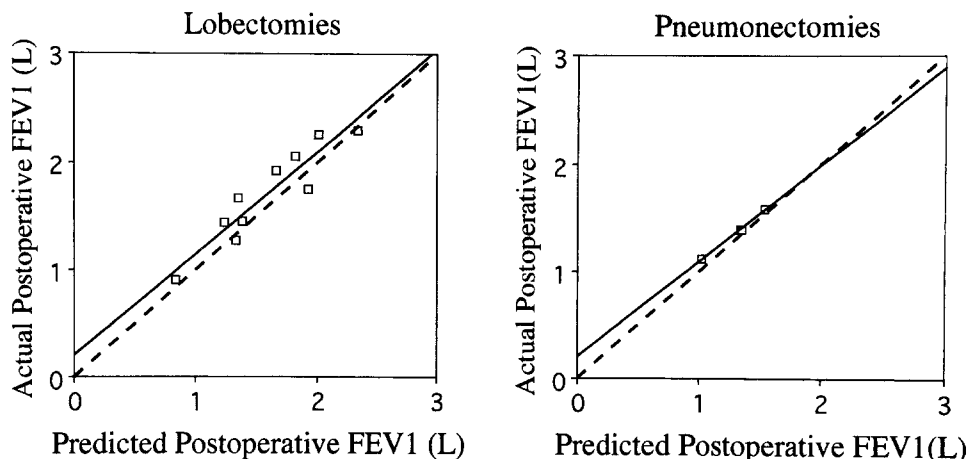 Lobectomies
Actual Postoperative FEV1 (L)
3
2
1
0
0 1 2 3
Predicted Postoperative FEV1 (L)
Pneumonectomies
Actual Postoperative FEV1(L)
3
2
1
0
0 1 2 3
Predicted Postoperative FEV1(L)